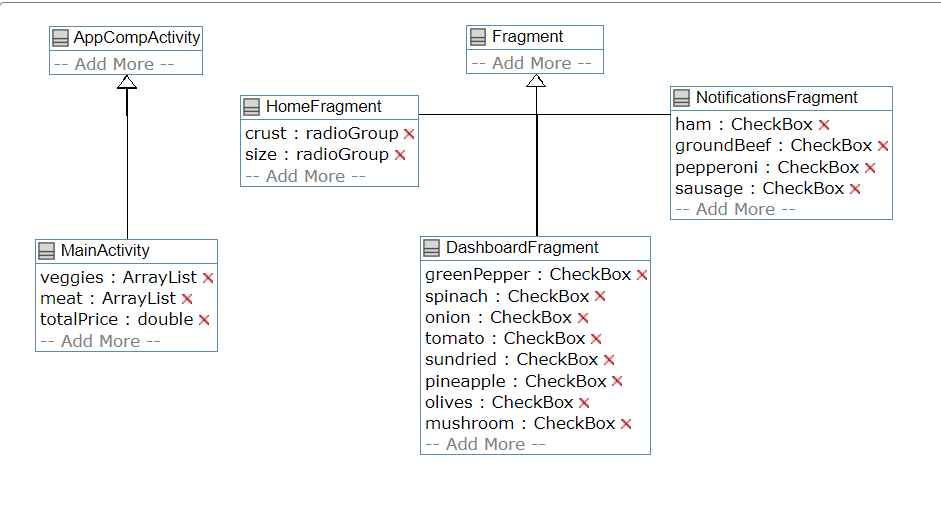 AppCompActivity
-- Add More --
Fragment
-- Add More --
HomeFragment
crust : radioGroup
size : radioGroup
-- Add More --
NotificationsFragment
ham : CheckBox
groundBeef : CheckBox
pepperoni : CheckBox
sausage : CheckBox
-- Add More --
MainActivity
veggies : ArrayList
meat : ArrayList
totalPrice : double
-- Add More --
DashboardFragment
greenPepper : CheckBox
spinach : CheckBox
onion : CheckBox
tomato : CheckBox
sundried : CheckBox
pineapple : CheckBox
olives : CheckBox
mushroom : CheckBox
-- Add More --